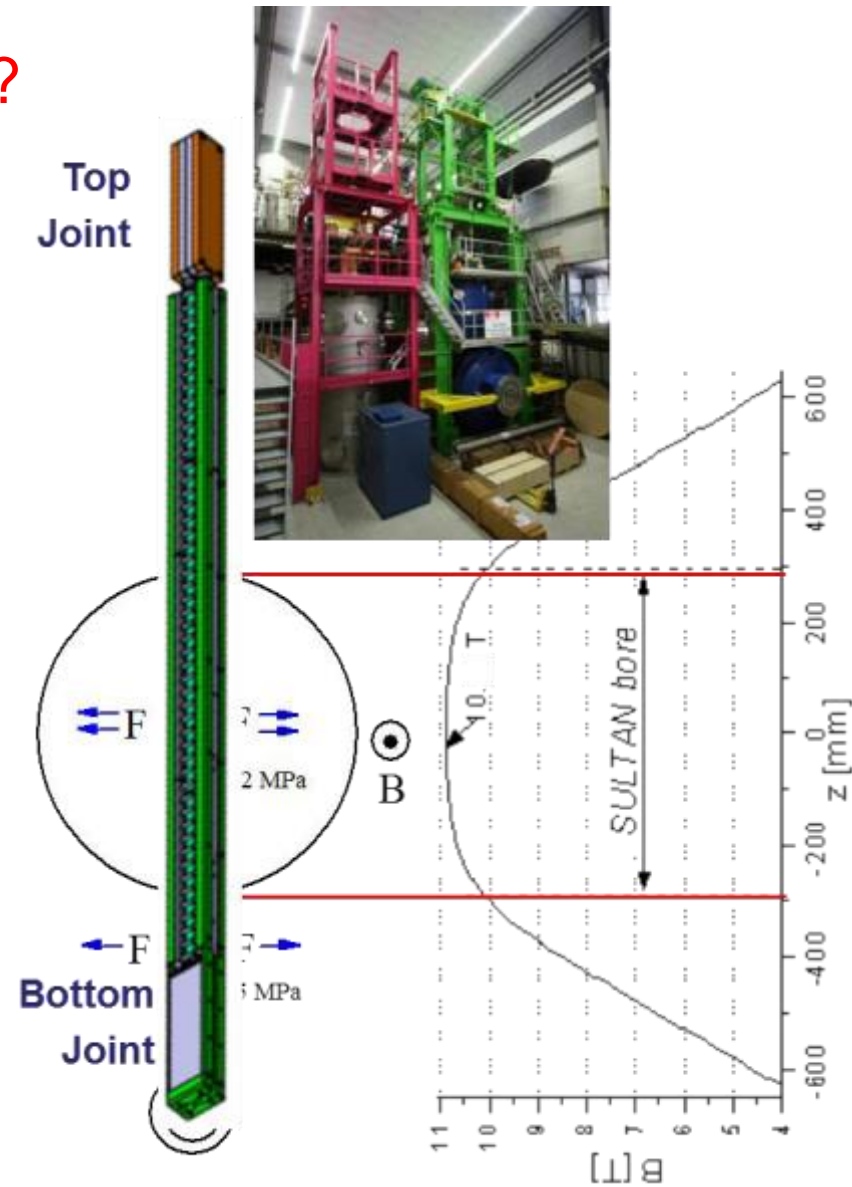 ?
Top
Joint
600
400
200
0
-200
-400
-600
z [mm]
SULTAN bore
10. T
F
F
2 MPa
B
F
F
5 MPa
Bottom
Joint
11 10 9 8 7 6 5 4
B [T]